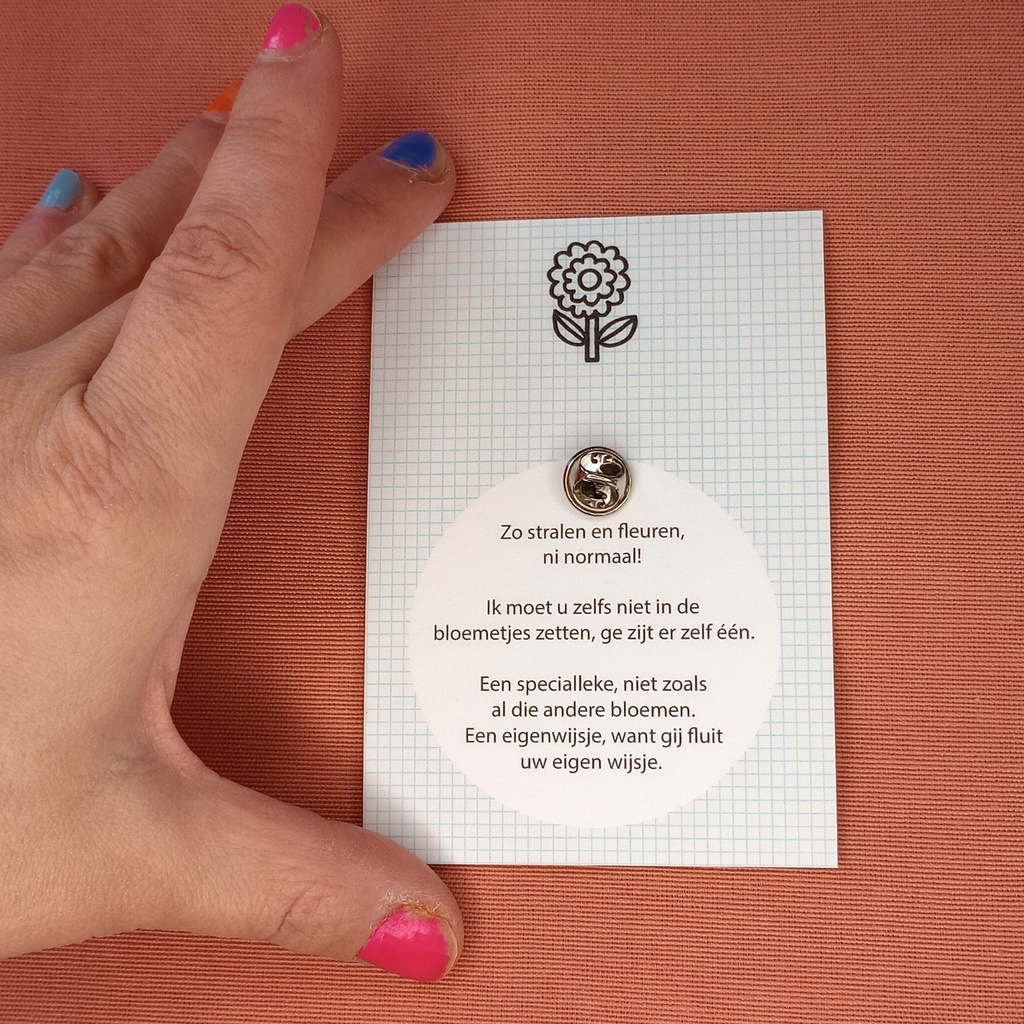 Zo stralen en fleuren,
ni normaal!
Ik moet u zelfs niet in de
bloemetjes zetten, ge zijt er zelf één.
Een specialleke, niet zoals
al die andere bloemen.
Een eigenwijsje, want gij fluit
uw eigen wijsje.